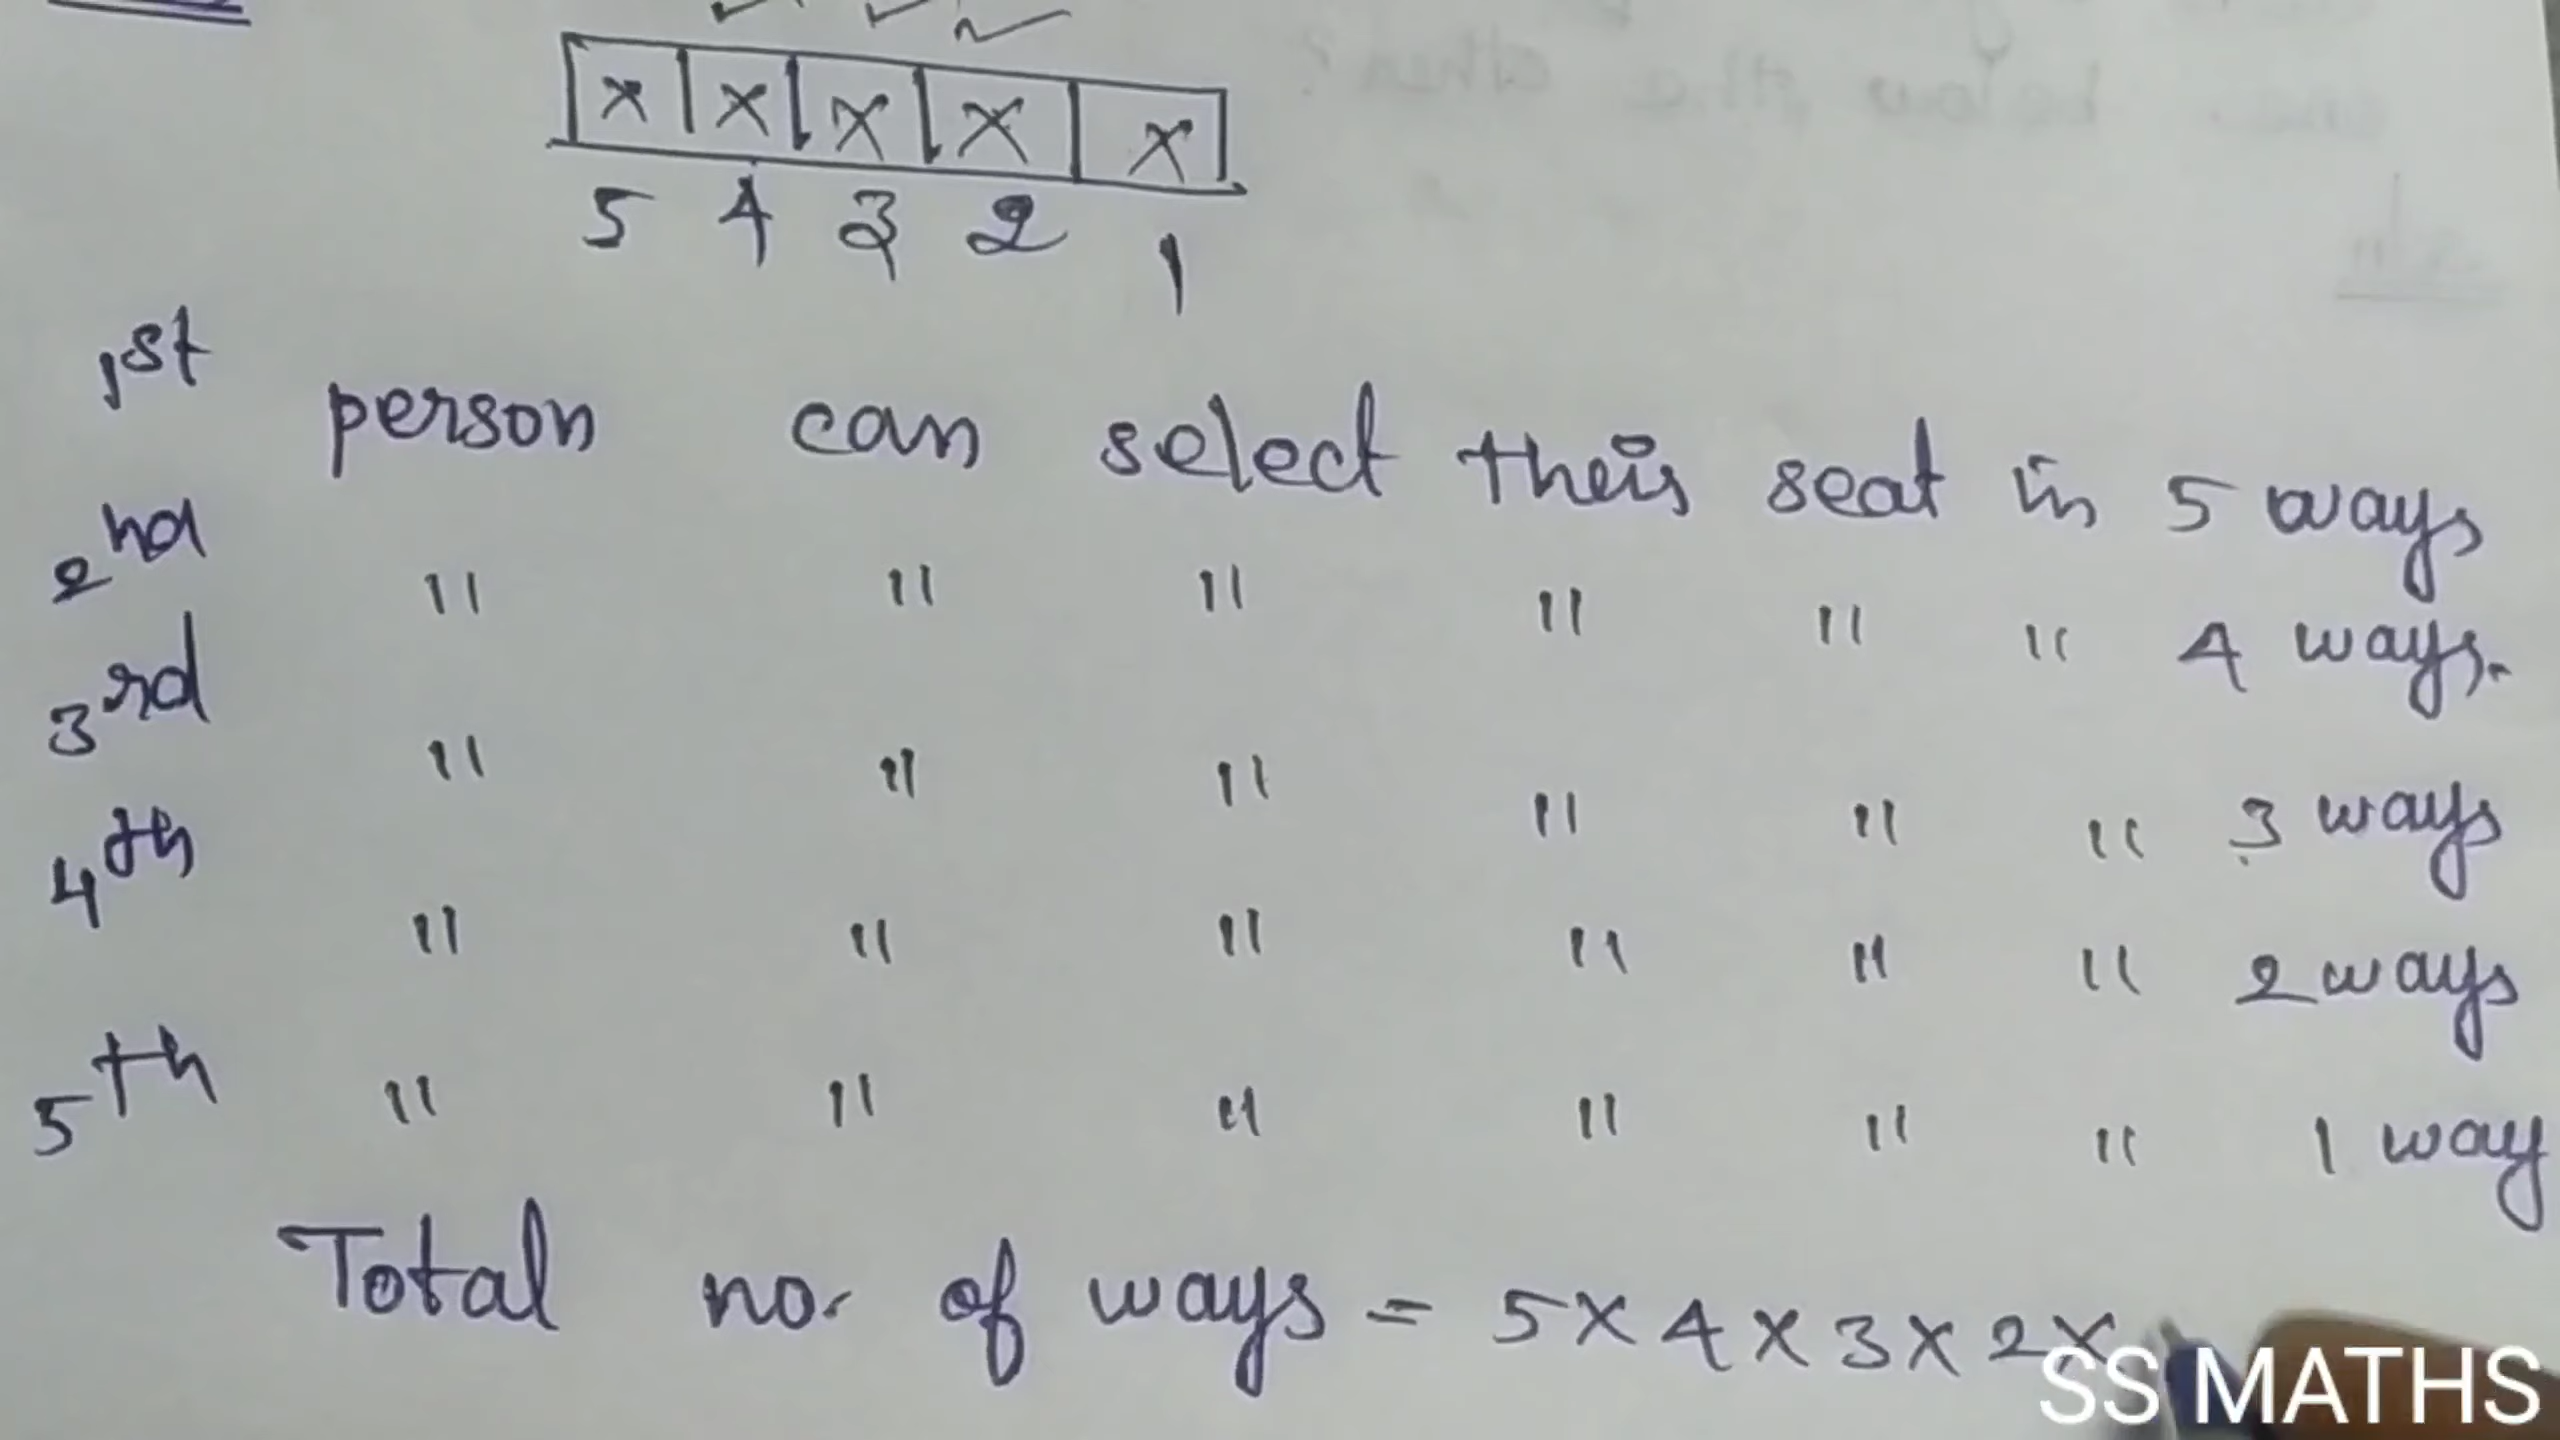 x x x x x
5 4 3 2 1
1st person can select their seat in 5 ways
2nd " " " " " " 4 ways.
3rd " " " " " " 3 ways
4th " " " " " " 2 ways
5th " " " " " " 1 way
Total no. of ways = 5 x 4 x 3 x 2 x
SS MATHS